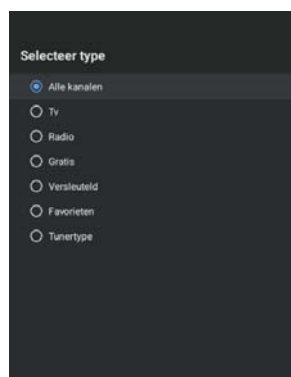 Selecteer type
Alle kanalen
Tv
Radio
Gratis
Versleuteld
Favorieten
Tunertype